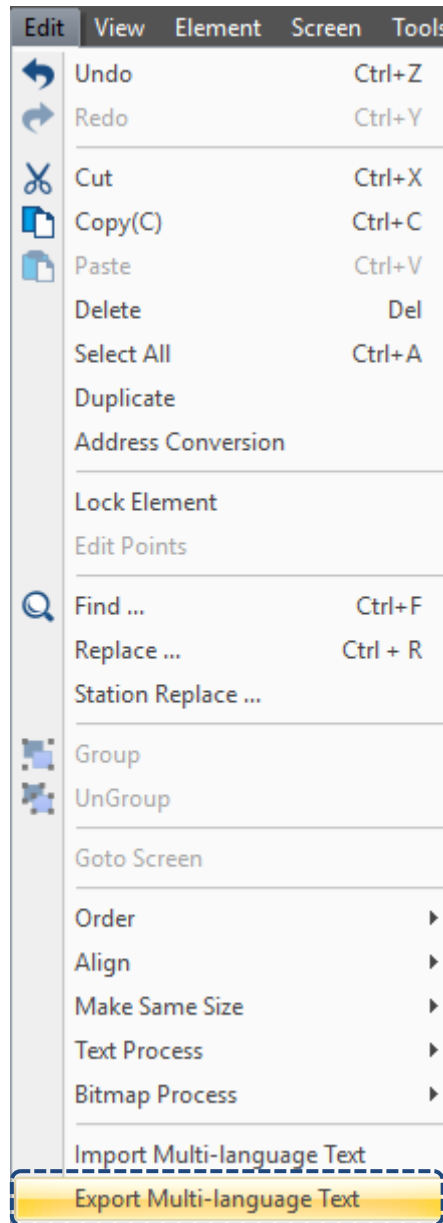 Edit View Element Screen Tools
Undo Ctrl+Z
Redo Ctrl+Y
Cut Ctrl+X
Copy(C) Ctrl+C
Paste Ctrl+V
Delete Del
Select All Ctrl+A
Duplicate
Address Conversion
Lock Element
Edit Points
Find ... Ctrl+F
Replace ... Ctrl + R
Station Replace ...
Group
UnGroup
Goto Screen
Order
Align
Make Same Size
Text Process
Bitmap Process
Import Multi-language Text
Export Multi-language Text